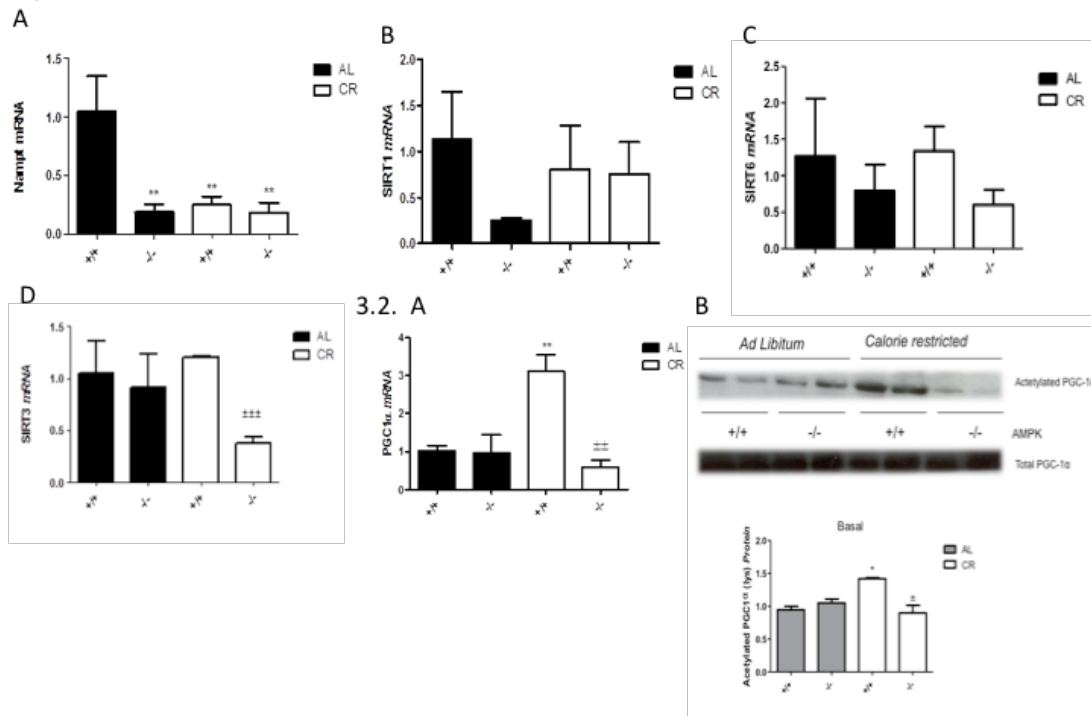 A
Nampt mRNA
1.5
1.0
0.5
0.0
** ** **
+/+ -/- +/+ -/-
AL
CR
B
SIRT1 mRNA
2.0
1.5
1.0
0.5
0.0
+/+ -/- +/+ -/-
AL
CR
C
SIRT6 mRNA
2.5
2.0
1.5
1.0
0.5
0.0
+/+ -/- +/+ -/-
AL
CR
D
SIRT3 mRNA
1.5
1.0
0.5
0.0
‡‡‡
+/+ -/- +/+ -/-
AL
CR
3.2. A
PGC1α mRNA
4
3
2
1
0
**
‡‡
+/+ -/- +/+ -/-
AL
CR
B
Ad Libitum Calorie restricted
Actetylated PGC-1α
+/+ -/- +/+ -/- AMPK
Total PGC-1α
Basal
Acetylated PGC1α (lys) Protein
2.0
1.5
1.0
0.5
0.0
*
‡
+/+ -/- +/+ -/-
AL
CR